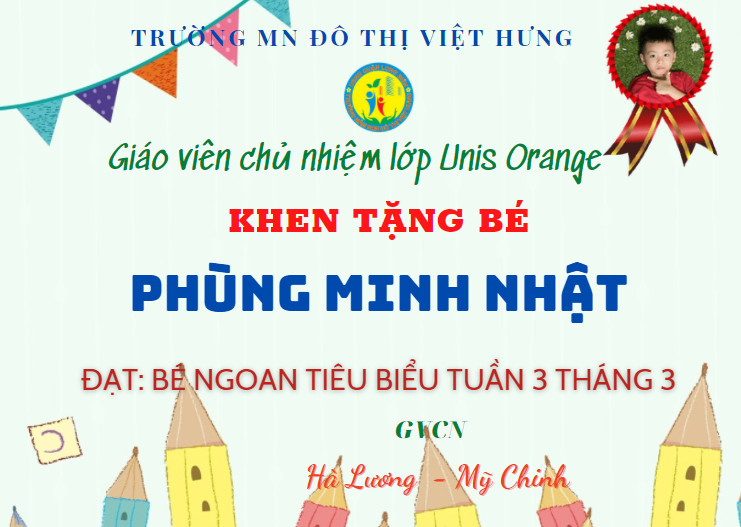 TRƯỜNG MN ĐÔ THỊ VIỆT HƯNG
Giáo viên chủ nhiệm lớp Unis Orange
KHEN TẶNG BÉ
PHÙNG MINH NHẬT
ĐẠT: BÉ NGOAN TIÊU BIỂU TUẦN 3 THÁNG 3
GVCN
Hà Lương - Mỹ Chinh